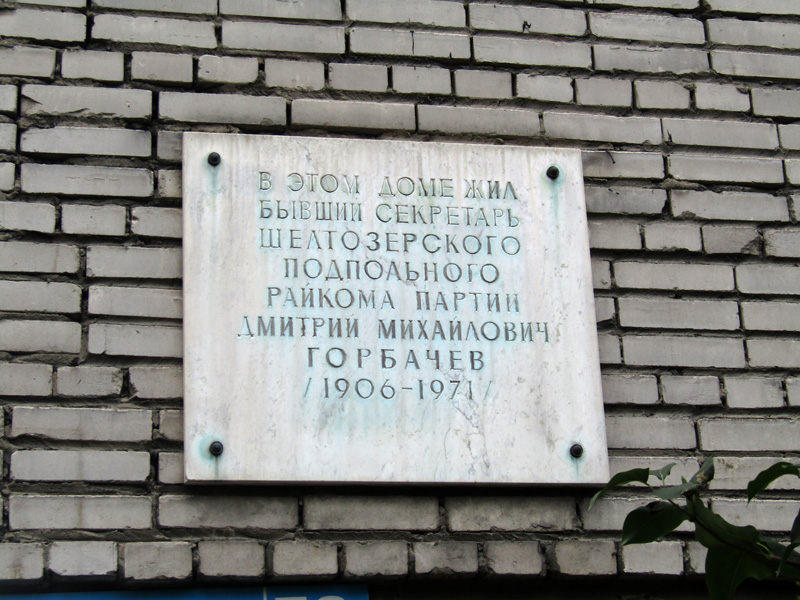 В ЭТОМ ДОМЕ ЖИЛ
БЫВШИЙ СЕКРЕТАРЬ
ШЕЛТОЗЕРСКОГО
ПОДПОЛЬНОГО
РАЙКОМА ПАРТИИ
ДМИТРИЙ МИХАЙЛОВИЧ
ГОРБАЧЕВ
/1906-1971/